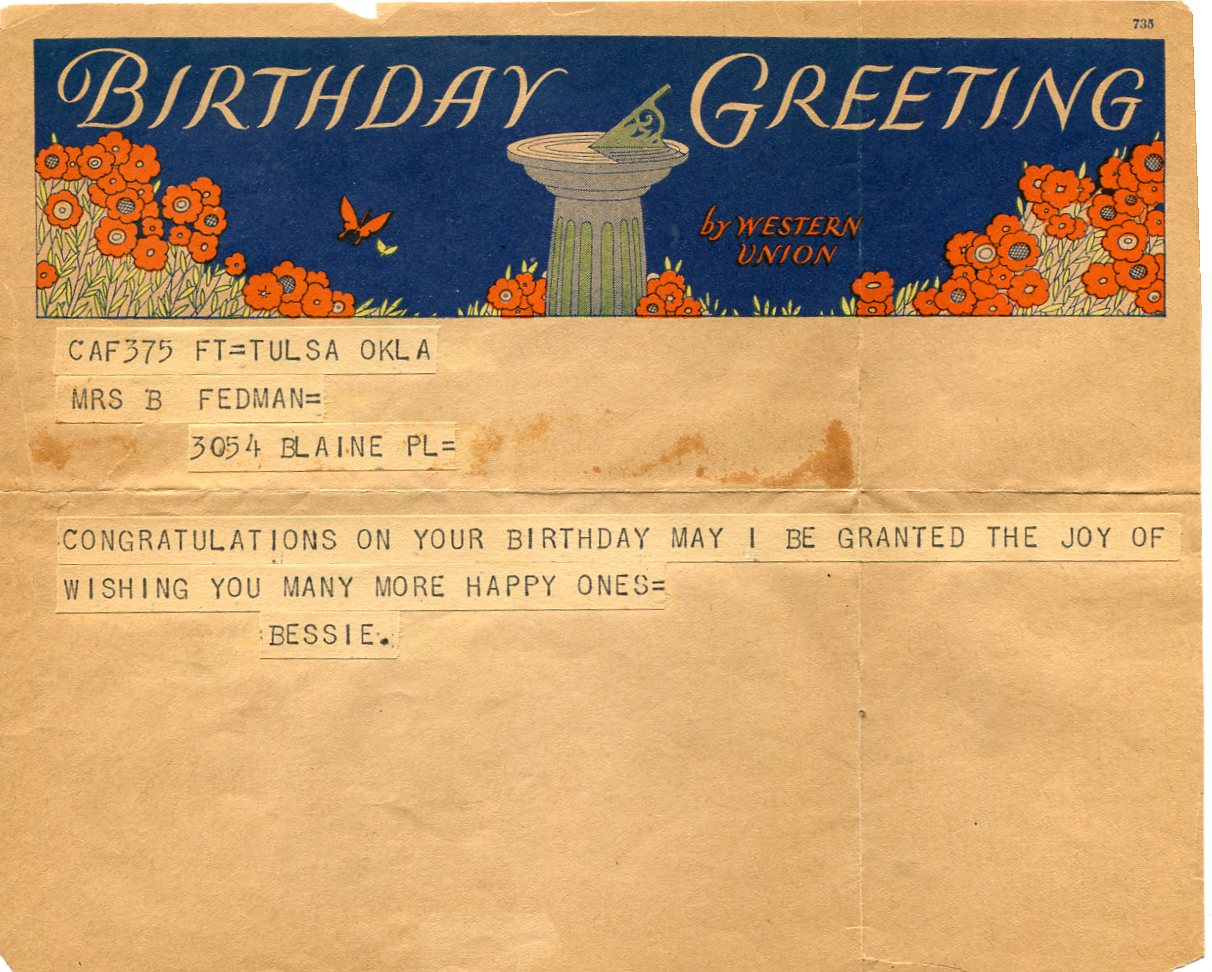 735
BIRTHDAY GREETING
by WESTERN
UNION
CAF375 FT=TULSA OKLA
MRS B FEDMAN=
3054 BLAINE PL=
CONGRATULATIONS ON YOUR BIRTHDAY MAY I BE GRANTED THE JOY OF
WISHING YOU MANY MORE HAPPY ONES=
BESSIE.